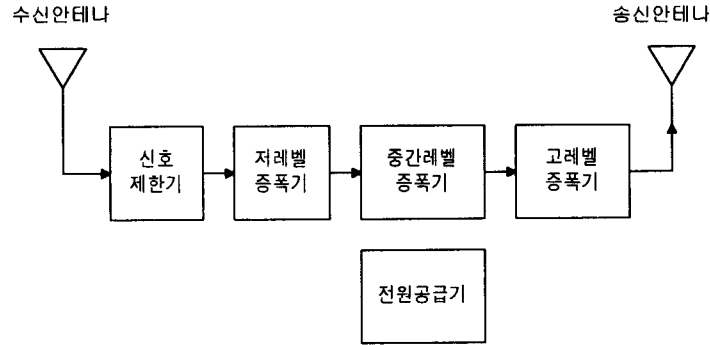 수신안테나
송신안테나
신호
제한기
저레벨
증폭기
중간레벨
증폭기
고레벨
증폭기
전원공급기